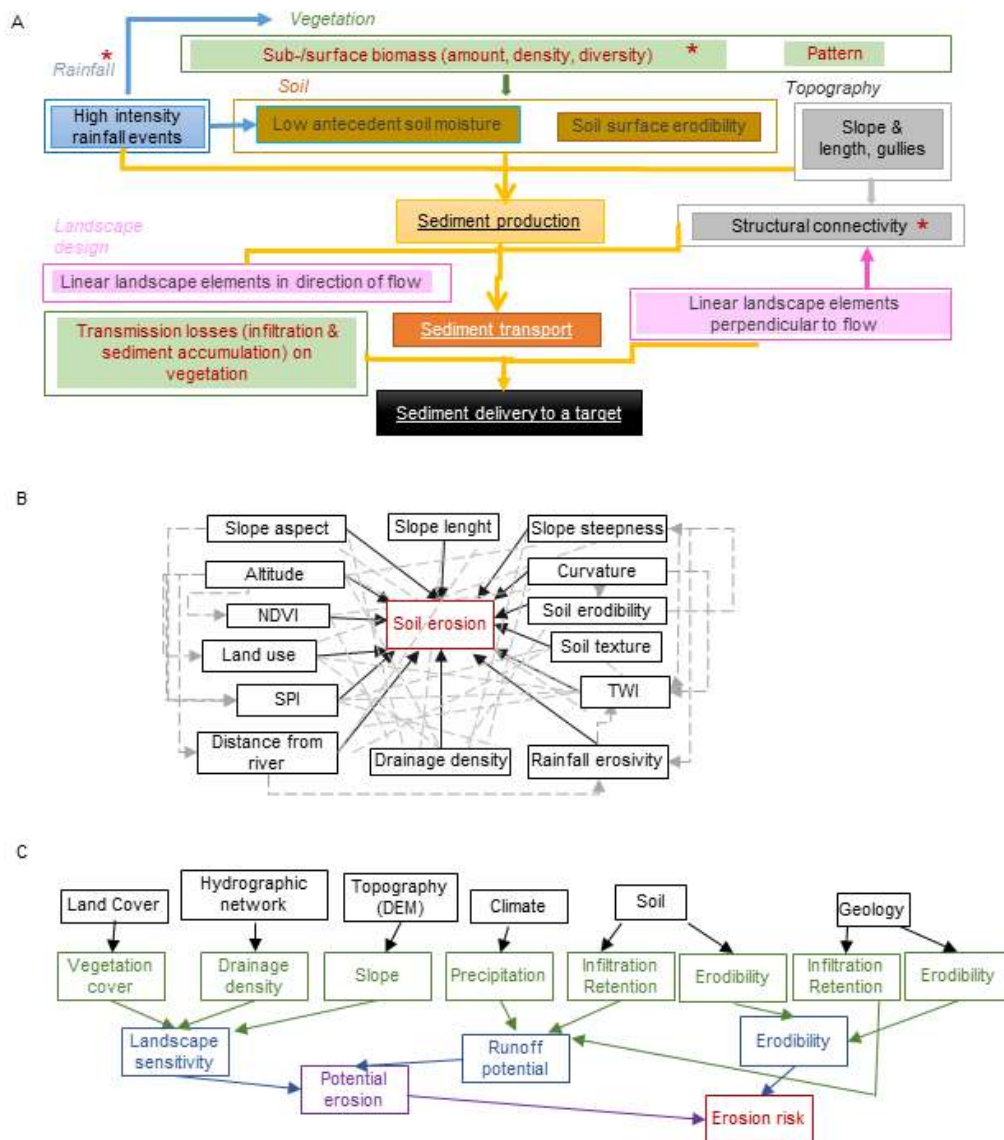 A
Vegetation
*
Rainfall
Sub-/surface biomass (amount, density, diversity) *
Pattern
Soil
Topography
High intensity
rainfall events
Low antecedent soil moisture
Soil surface erodibility
Slope &
length, gullies
Sediment production
Structural connectivity *
Landscape
design
Linear landscape elements in direction of flow
Linear landscape elements
perpendicular to flow
Transmission losses (infiltration &
sediment accumulation) on
vegetation
Sediment transport
Sediment delivery to a target
B
Slope aspect
Slope lenght
Slope steepness
Altitude
Curvature
NDVI
Soil erosion
Soil erodibility
Land use
Soil texture
SPI
TWI
Distance from
river
Drainage density
Rainfall erosivity
C
Land Cover
Hydrographic
network
Topography
(DEM)
Climate
Soil
Geology
Vegetation
cover
Drainage
density
Slope
Precipitation
Infiltration
Retention
Erodibility
Infiltration
Retention
Erodibility
Landscape
sensitivity
Runoff
potential
Erodibility
Potential
erosion
Erosion risk